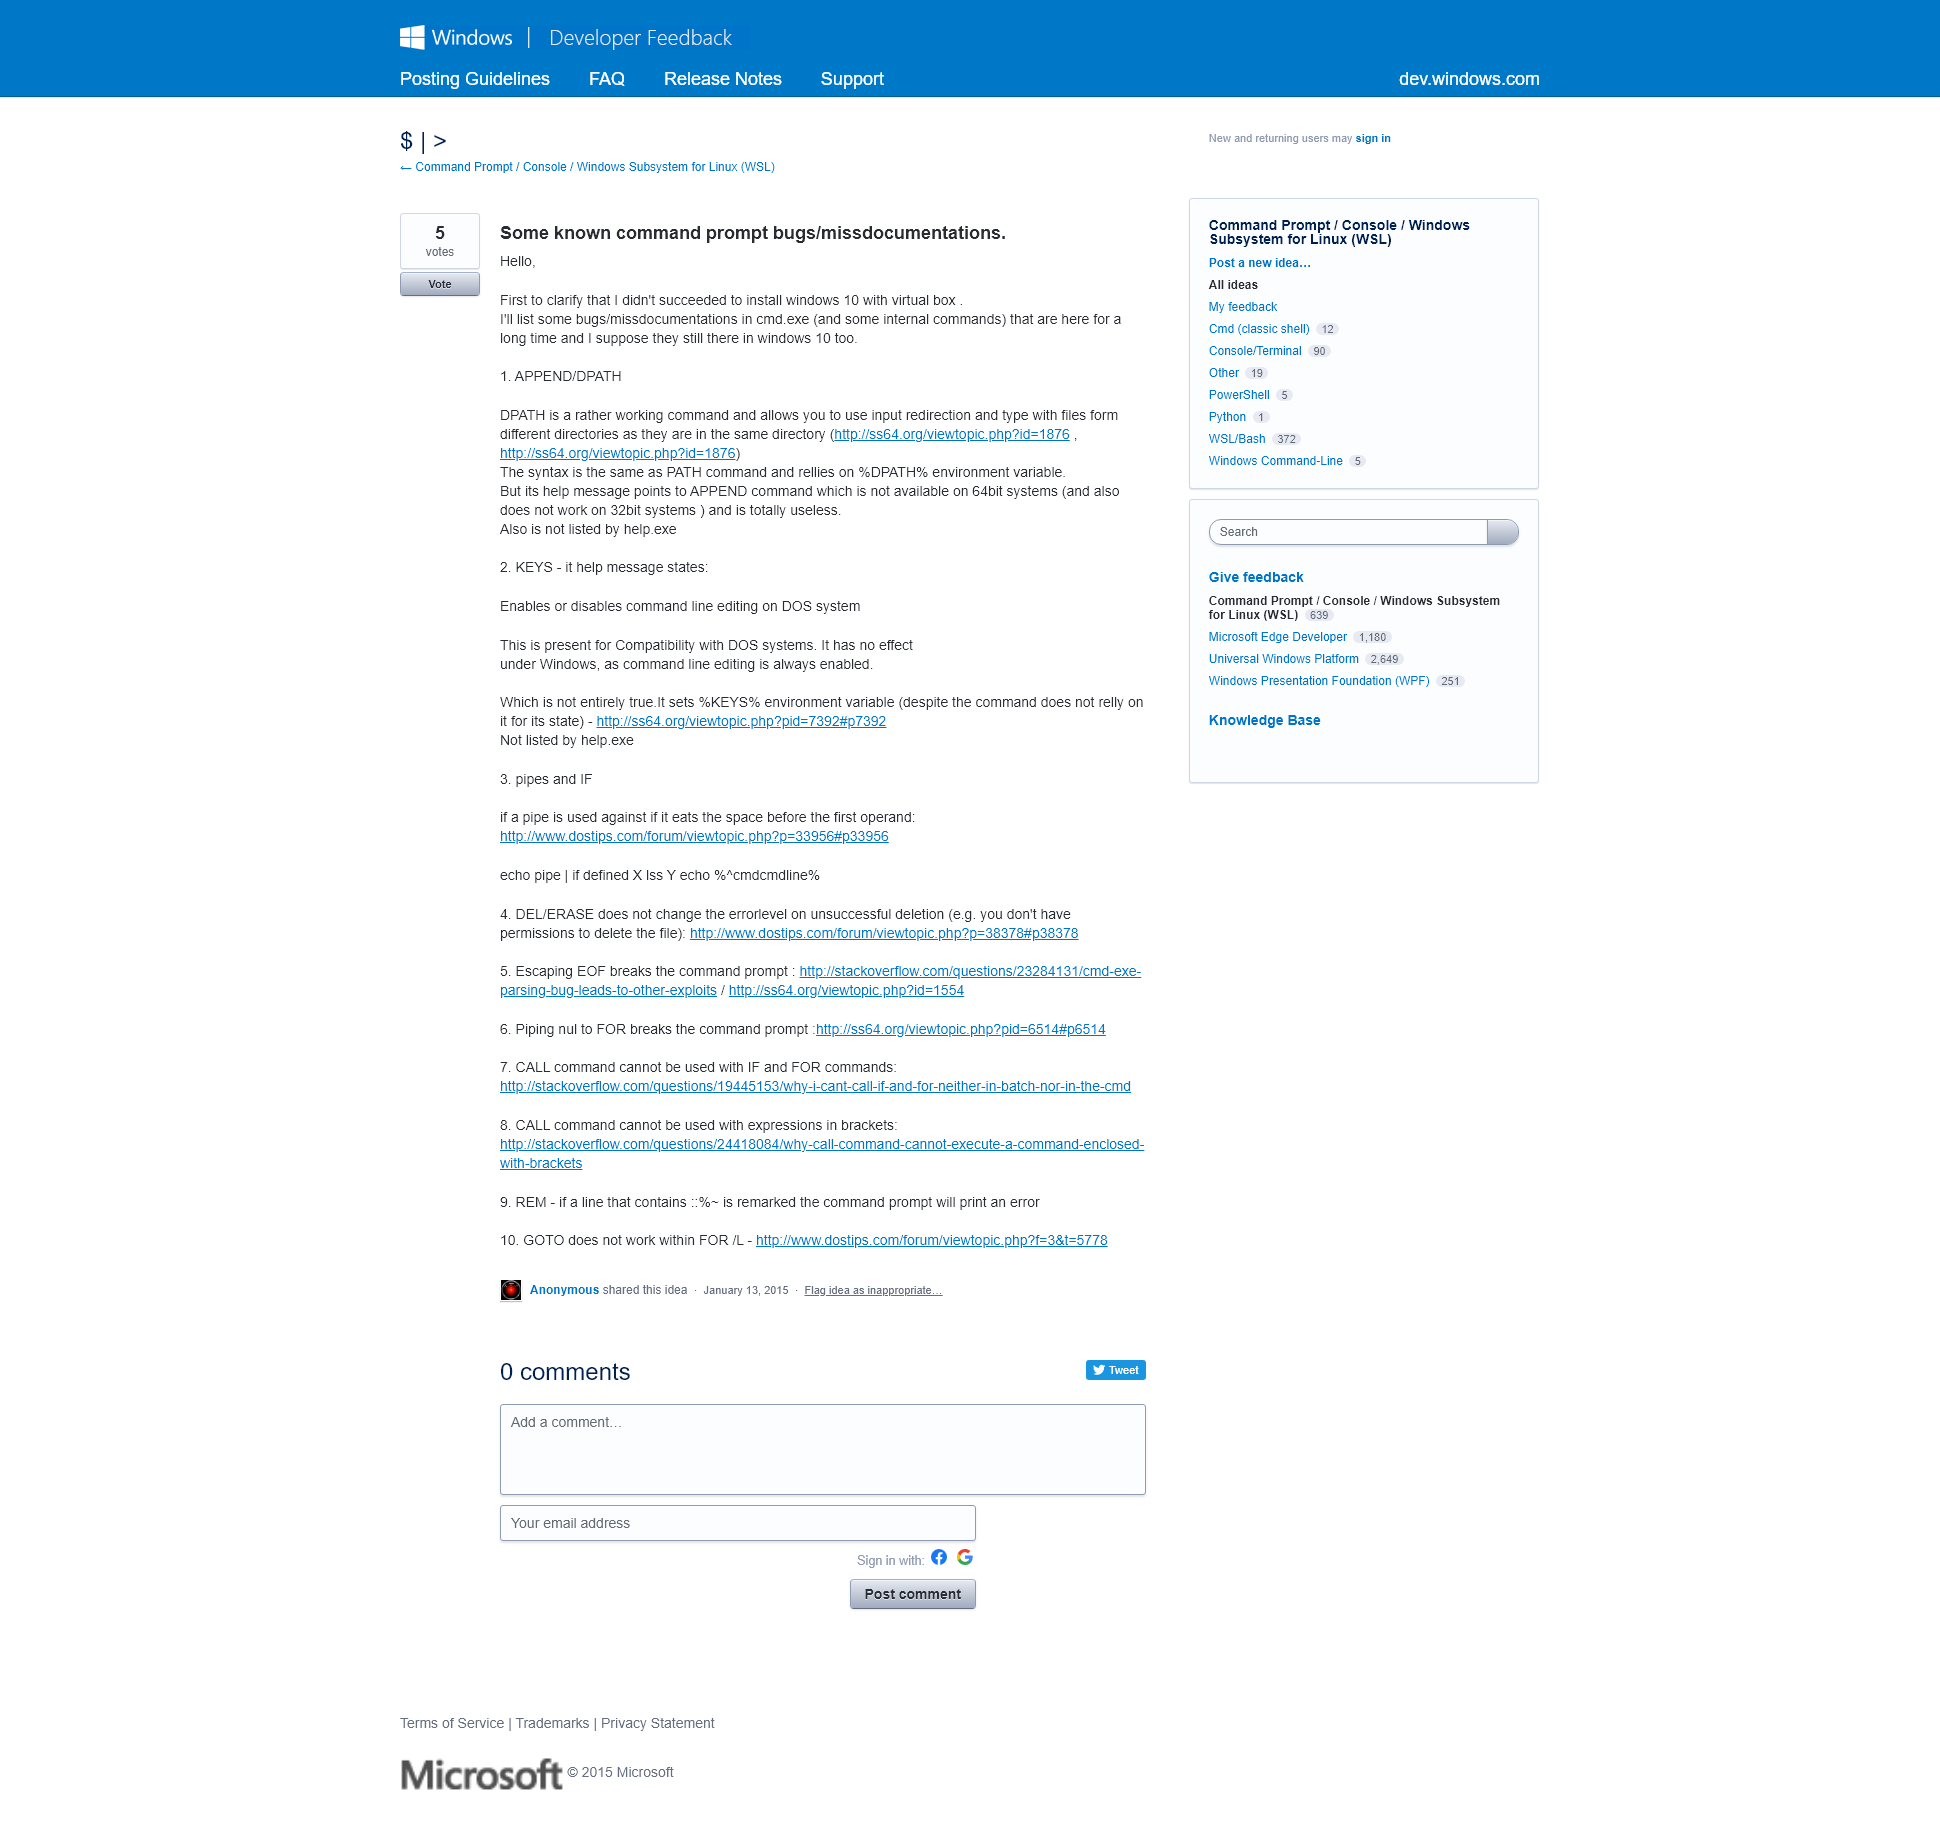 Windows | Developer Feedback
Posting Guidelines FAQ Release Notes Support dev.windows.com
$ | >
← Command Prompt / Console / Windows Subsystem for Linux (WSL)
New and returning users may sign in
5
votes
Vote
Some known command prompt bugs/missdocumentations.
Hello,
First to clarify that I didn't succeeded to install windows 10 with virtual box .
I'll list some bugs/missdocumentations in cmd.exe (and some internal commands) that are here for a
long time and I suppose they still there in windows 10 too.
1. APPEND/DPATH
DPATH is a rather working command and allows you to use input redirection and type with files form
different directories as they are in the same directory (http://ss64.org/viewtopic.php?id=1876 ,
http://ss64.org/viewtopic.php?id=1876)
The syntax is the same as PATH command and rellies on %DPATH% environment variable.
But its help message points to APPEND command which is not available on 64bit systems (and also
does not work on 32bit systems ) and is totally useless.
Also is not listed by help.exe
2. KEYS - it help message states:
Enables or disables command line editing on DOS system
This is present for Compatibility with DOS systems. It has no effect
under Windows, as command line editing is always enabled.
Which is not entirely true.It sets %KEYS% environment variable (despite the command does not relly on
it for its state) - http://ss64.org/viewtopic.php?pid=7392#p7392
Not listed by help.exe
3. pipes and IF
if a pipe is used against if it eats the space before the first operand:
http://www.dostips.com/forum/viewtopic.php?p=33956#p33956
echo pipe | if defined X lss Y echo %^cmdcmdline%
4. DEL/ERASE does not change the errorlevel on unsuccessful deletion (e.g. you don't have
permissions to delete the file): http://www.dostips.com/forum/viewtopic.php?p=38378#p38378
5. Escaping EOF breaks the command prompt : http://stackoverflow.com/questions/23284131/cmd-exe-
parsing-bug-leads-to-other-exploits / http://ss64.org/viewtopic.php?id=1554
6. Piping nul to FOR breaks the command prompt :http://ss64.org/viewtopic.php?pid=6514#p6514
7. CALL command cannot be used with IF and FOR commands:
http://stackoverflow.com/questions/19445153/why-i-cant-call-if-and-for-neither-in-batch-nor-in-the-cmd
8. CALL command cannot be used with expressions in brackets:
http://stackoverflow.com/questions/24418084/why-call-command-cannot-execute-a-command-enclosed-
with-brackets
9. REM - if a line that contains ::%~ is remarked the command prompt will print an error
10. GOTO does not work within FOR /L - http://www.dostips.com/forum/viewtopic.php?f=3&t=5778
Anonymous shared this idea · January 13, 2015 · Flag idea as inappropriate…
0 comments
Tweet
Add a comment…
Your email address
Sign in with:
Post comment
Command Prompt / Console / Windows
Subsystem for Linux (WSL)
Post a new idea…
All ideas
My feedback
Cmd (classic shell) 12
Console/Terminal 90
Other 19
PowerShell 5
Python 1
WSL/Bash 372
Windows Command-Line 5
Search
Give feedback
Command Prompt / Console / Windows Subsystem
for Linux (WSL) 639
Microsoft Edge Developer 1,180
Universal Windows Platform 2,649
Windows Presentation Foundation (WPF) 251
Knowledge Base
Terms of Service | Trademarks | Privacy Statement
Microsoft © 2015 Microsoft